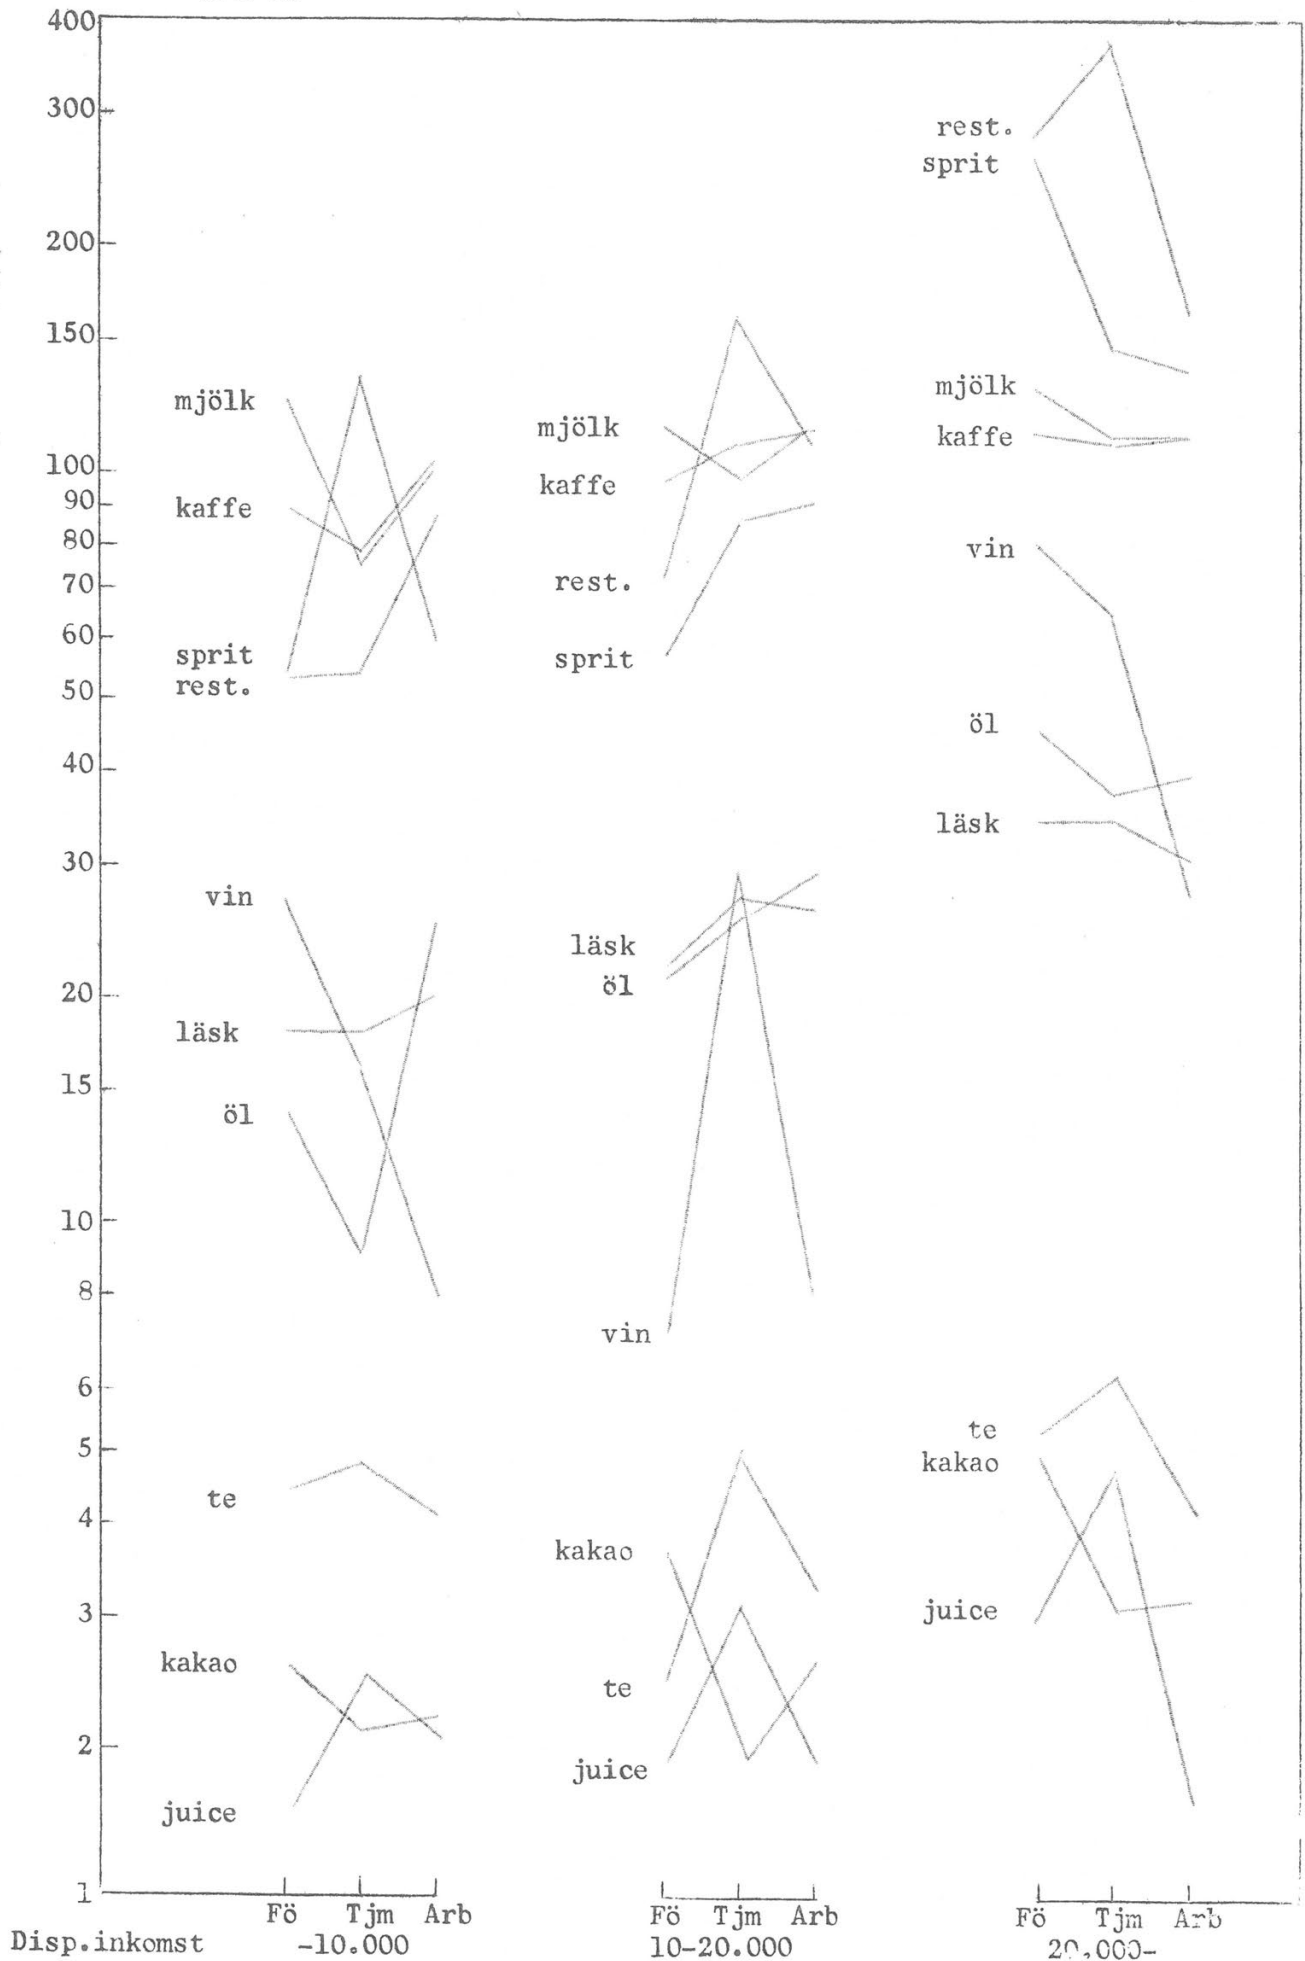 400
300
200
150
100
90
80
70
60
50
40
30
20
15
10
8
6
5
4
3
2
1
mjölk
kaffe
sprit
rest.
vin
läsk
öl
te
kakao
juice
mjölk
kaffe
rest.
sprit
läsk
öl
vin
kakao
te
juice
rest.
sprit
mjölk
kaffe
vin
öl
läsk
te
kakao
juice
Fö Tjm Arb Fö Tjm Arb Fö Tjm Arb
Disp.inkomst -10.000 10-20.000 20.000-